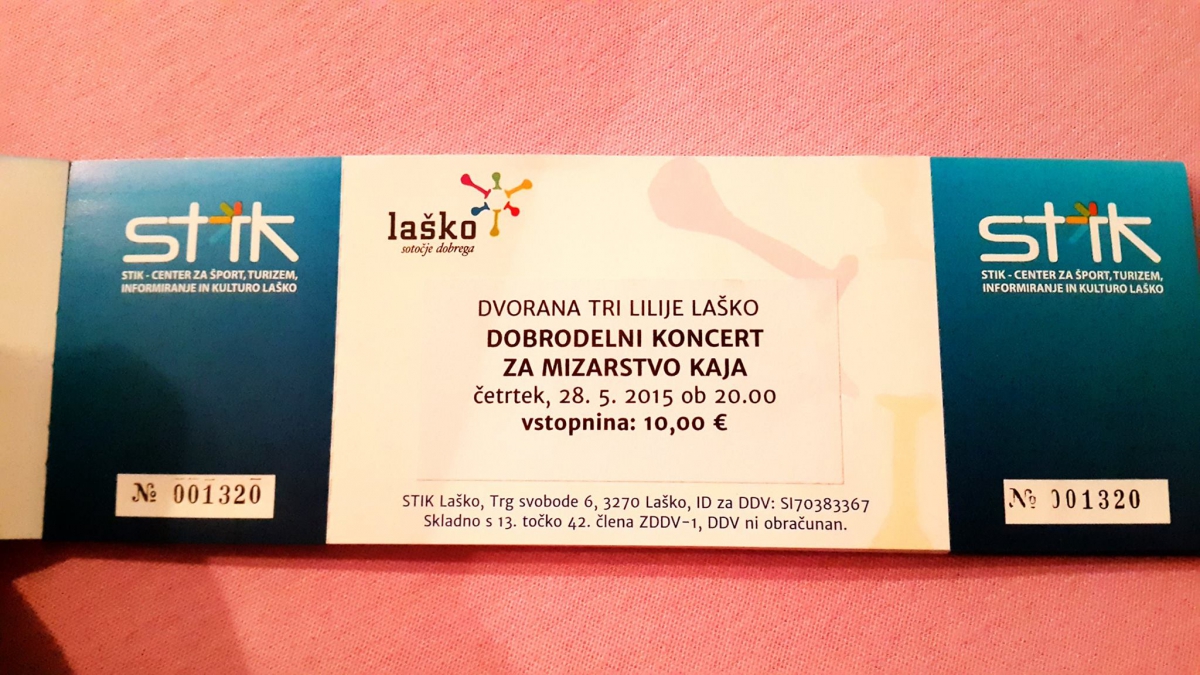 stik
STIK - CENTER ZA ŠPORT, TURIZEM,
INFORMIRANJE IN KULTURO LAŠKO
№ 001320
laško
sotočje dobrega
DVORANA TRI LILIJE LAŠKO
DOBRODELNI KONCERT
ZA MIZARSTVO KAJA
četrtek, 28. 5. 2015 ob 20.00
vstopnina: 10,00 €
STIK Laško, Trg svobode 6, 3270 Laško, ID za DDV: SI70383367
Skladno s 13. točko 42. člena ZDDV-1, DDV ni obračunan.
stik
STIK - CENTER ZA ŠPORT, TURIZEM,
INFORMIRANJE IN KULTURO LAŠKO
№ 001320